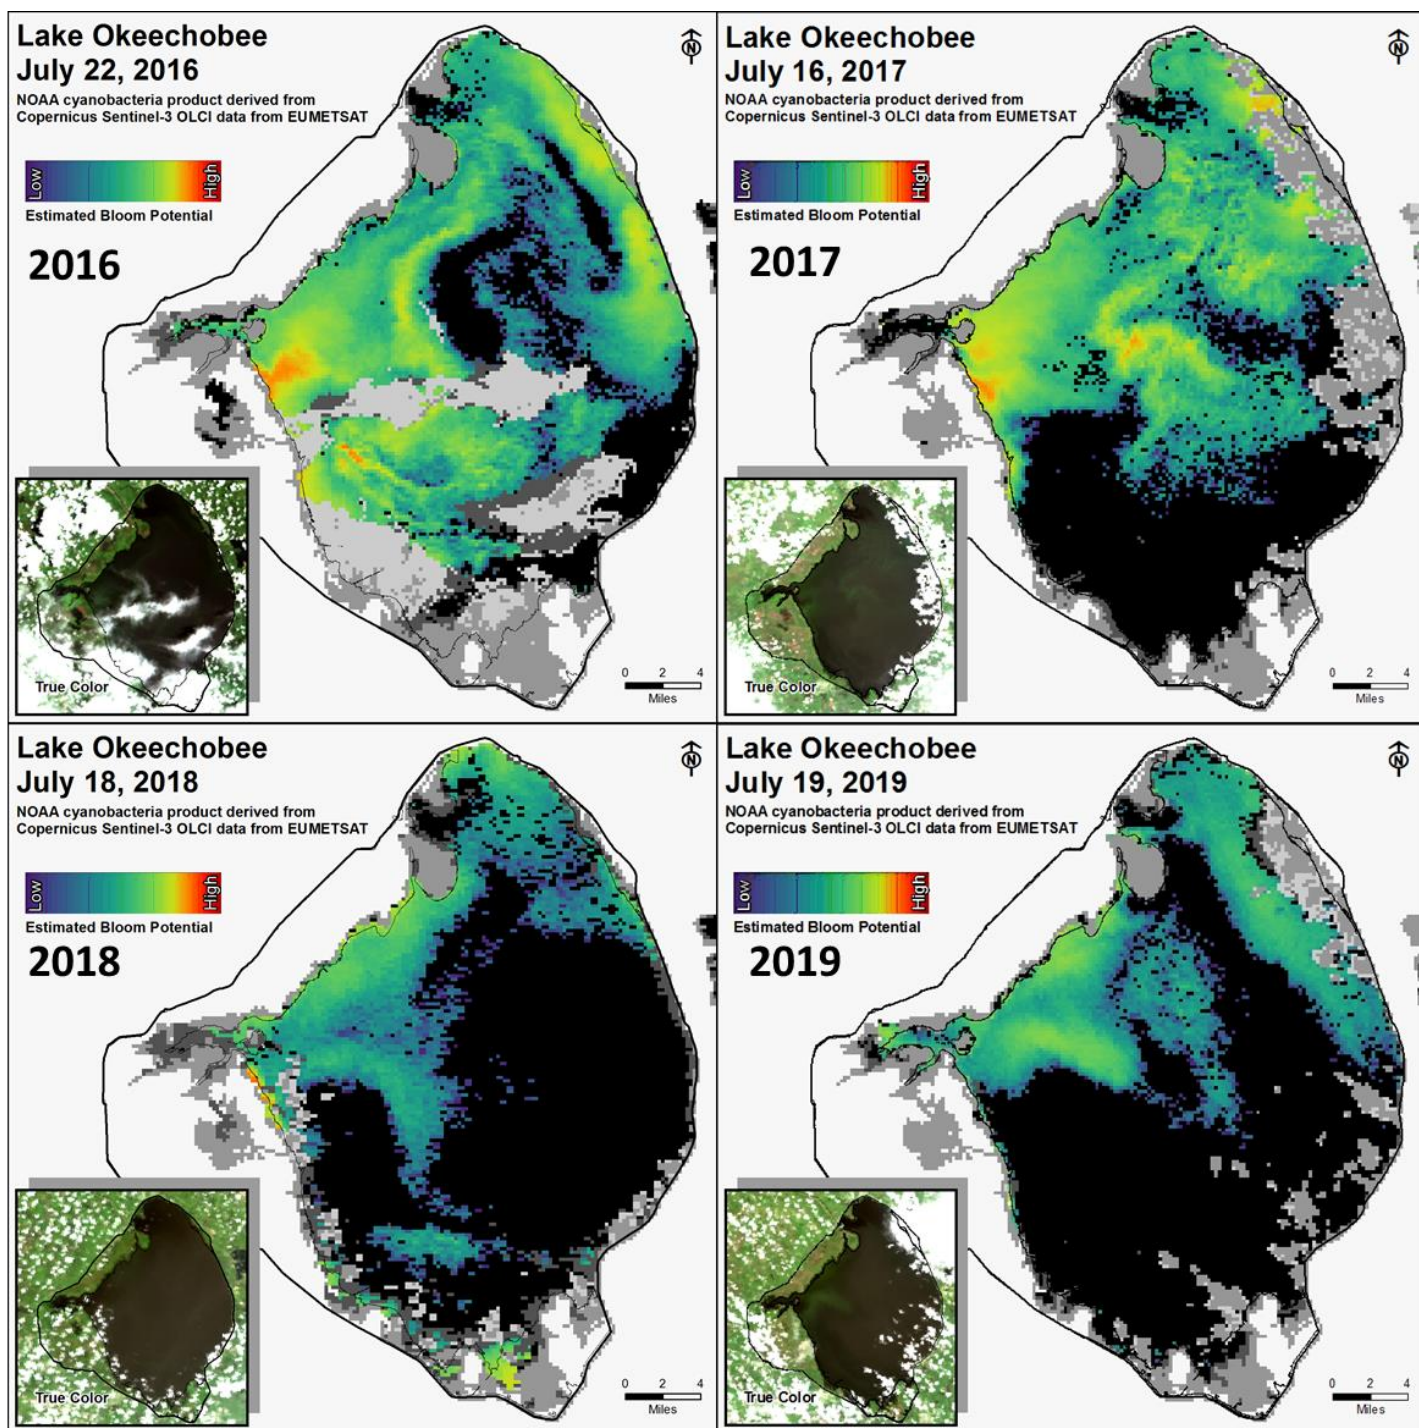 Lake Okeechobee
July 22, 2016
NOAA cyanobacteria product derived from
Copernicus Sentinel-3 OLCI data from EUMETSAT
N
Low
High
Estimated Bloom Potential
2016
True Color
0 2 4
Miles
Lake Okeechobee
July 16, 2017
NOAA cyanobacteria product derived from
Copernicus Sentinel-3 OLCI data from EUMETSAT
N
Low
High
Estimated Bloom Potential
2017
True Color
0 2 4
Miles
Lake Okeechobee
July 18, 2018
NOAA cyanobacteria product derived from
Copernicus Sentinel-3 OLCI data from EUMETSAT
N
Low
High
Estimated Bloom Potential
2018
True Color
0 2 4
Miles
Lake Okeechobee
July 19, 2019
NOAA cyanobacteria product derived from
Copernicus Sentinel-3 OLCI data from EUMETSAT
N
Low
High
Estimated Bloom Potential
2019
True Color
0 2 4
Miles